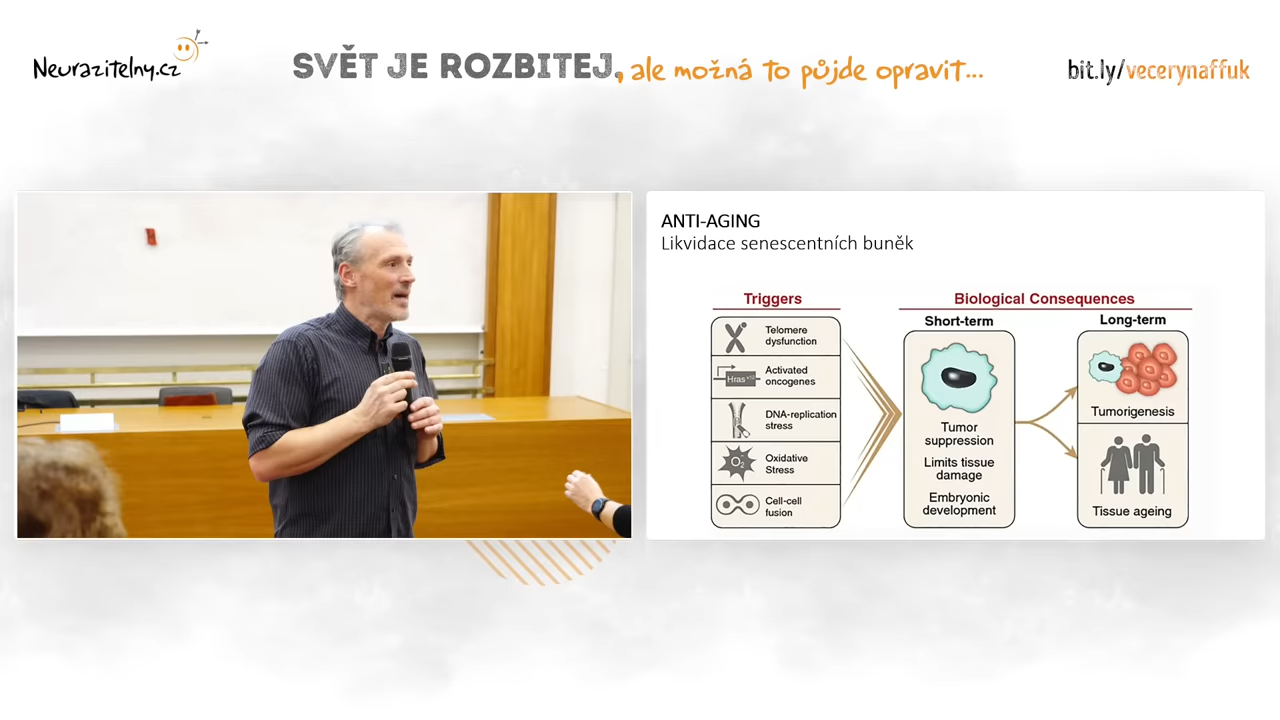 Neurazitelny.cz
SVĚT JE ROZBITEJ, ale možná to půjde opravit...
bit.ly/vecerynaffuk
ANTI-AGING
Likvidace senescentních buněk
Triggers
Telomere
dysfunction
Activated
oncogenes
Hras V12
DNA-replication
stress
Oxidative
Stress
O2
Cell-cell
fusion
Biological Consequences
Short-term
Tumor
suppression
Limits tissue
damage
Embryonic
development
Long-term
Tumorigenesis
Tissue ageing